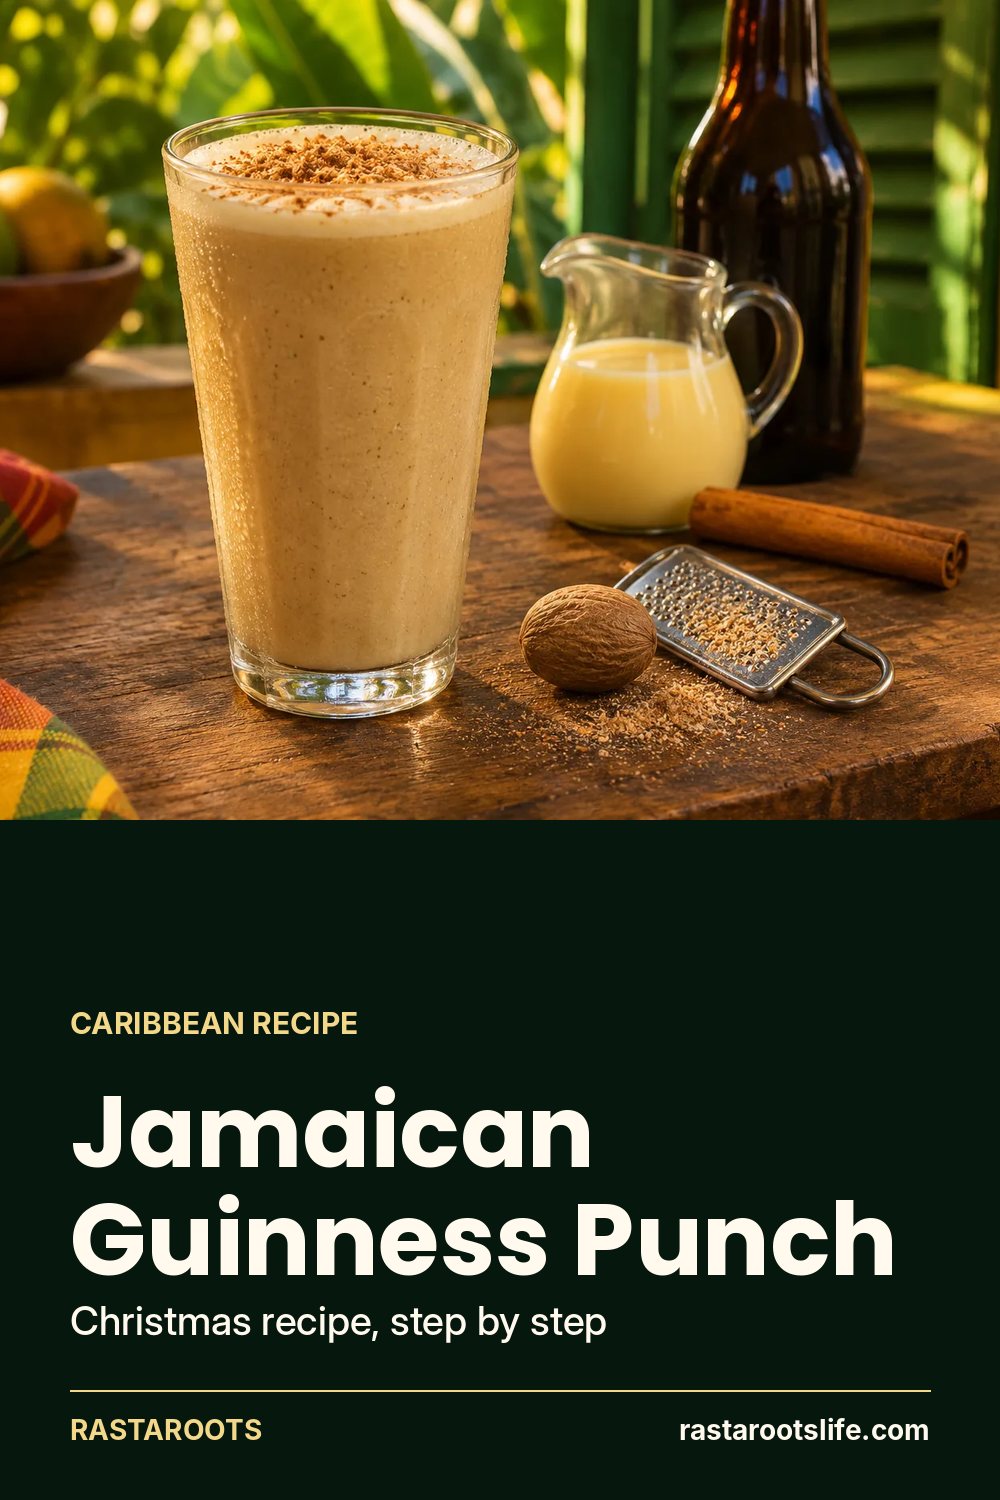 CARIBBEAN RECIPE
Jamaican
Guinness Punch
Christmas recipe, step by step
RASTAROOTS
rastarootslife.com